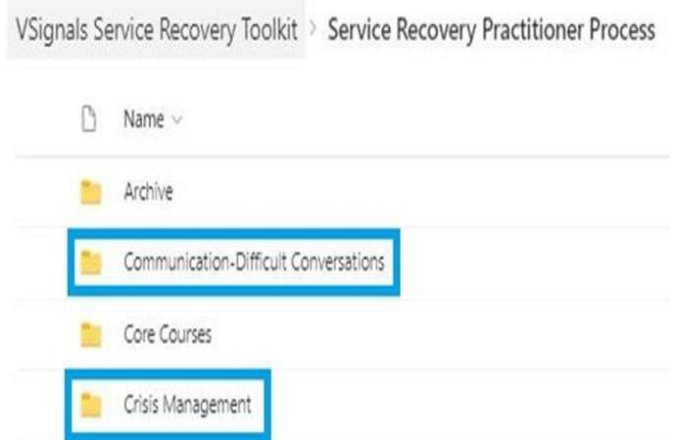 VSignals Service Recovery Toolkit > Service Recovery Practitioner Process
Name
Archive
Communication-Difficult Conversations
Core Courses
Crisis Management